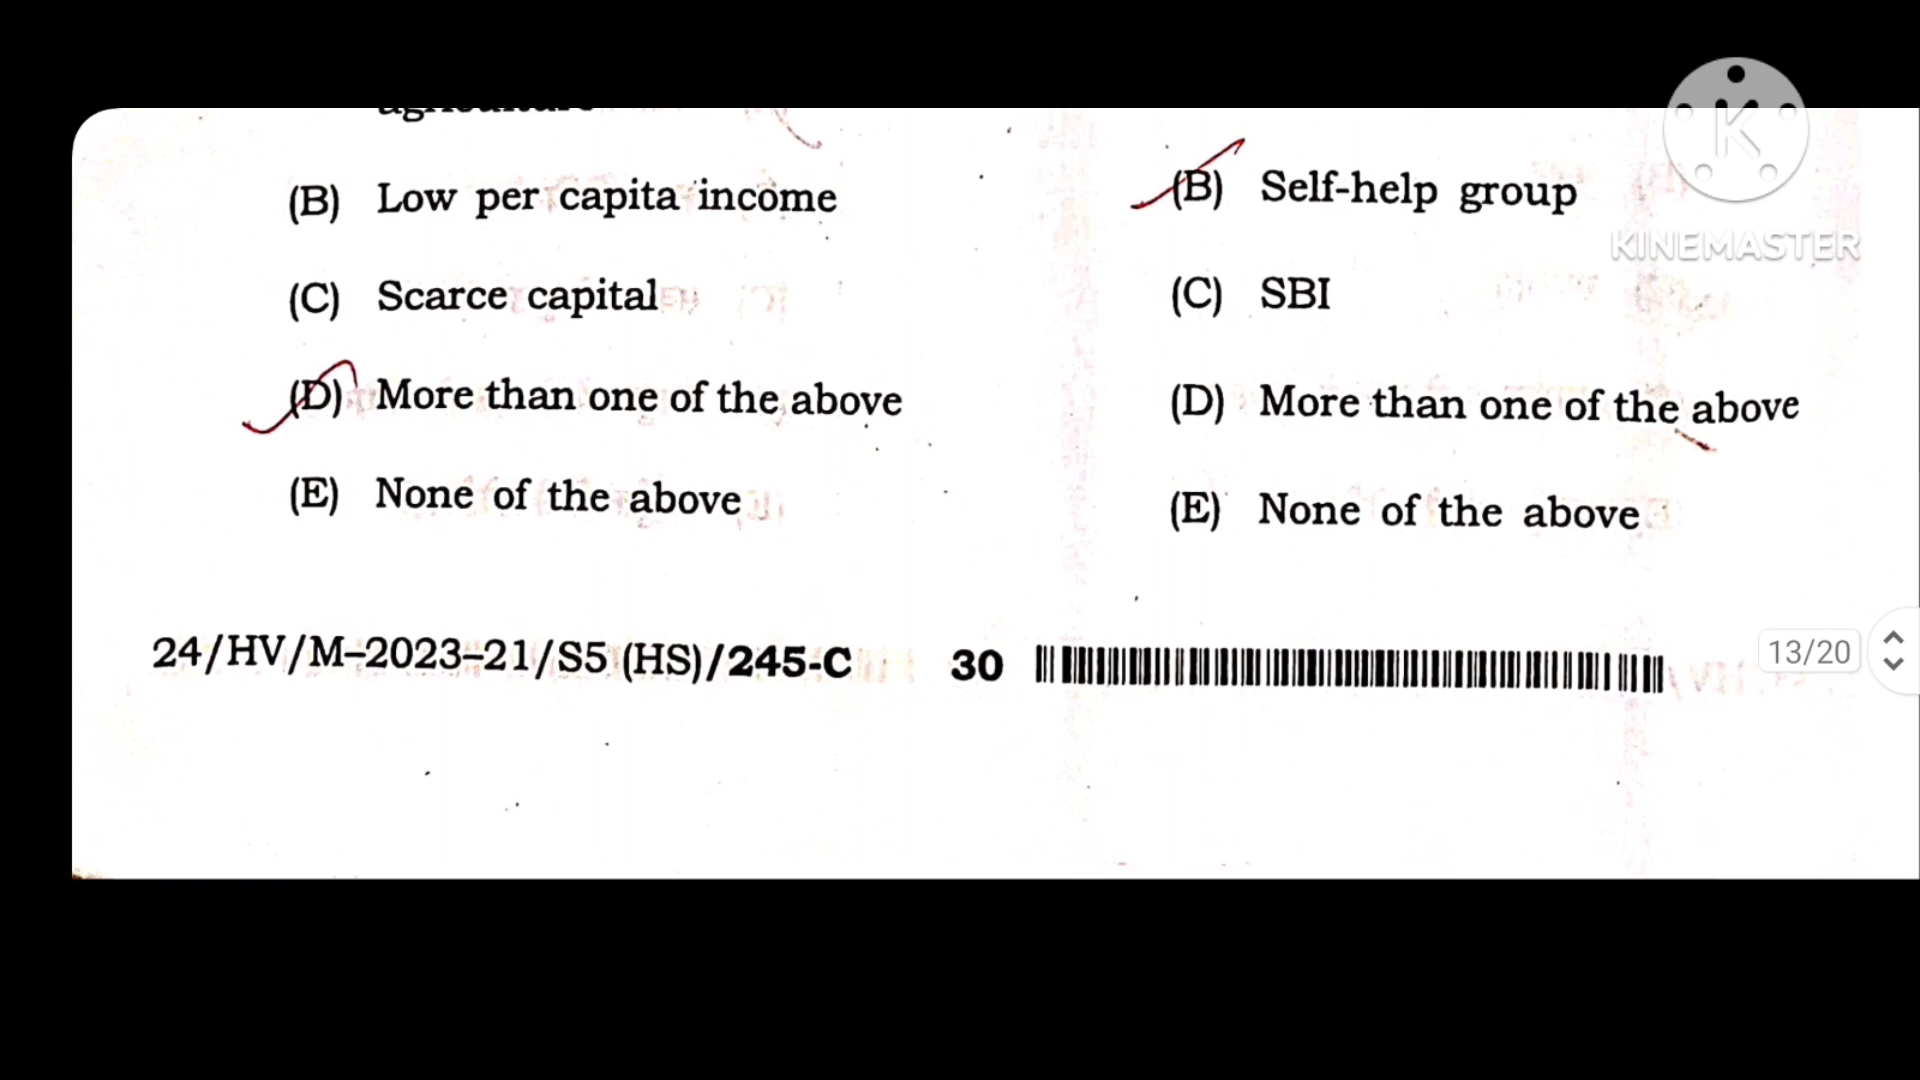 agriculture
(B) Low per capita income
(C) Scarce capital
(D) More than one of the above
(E) None of the above
(B) Self-help group
(C) SBI
(D) More than one of the above
(E) None of the above
24/HV/M–2023–21/S5 (HS)/245-C 30
K
KINEMASTER
13/20